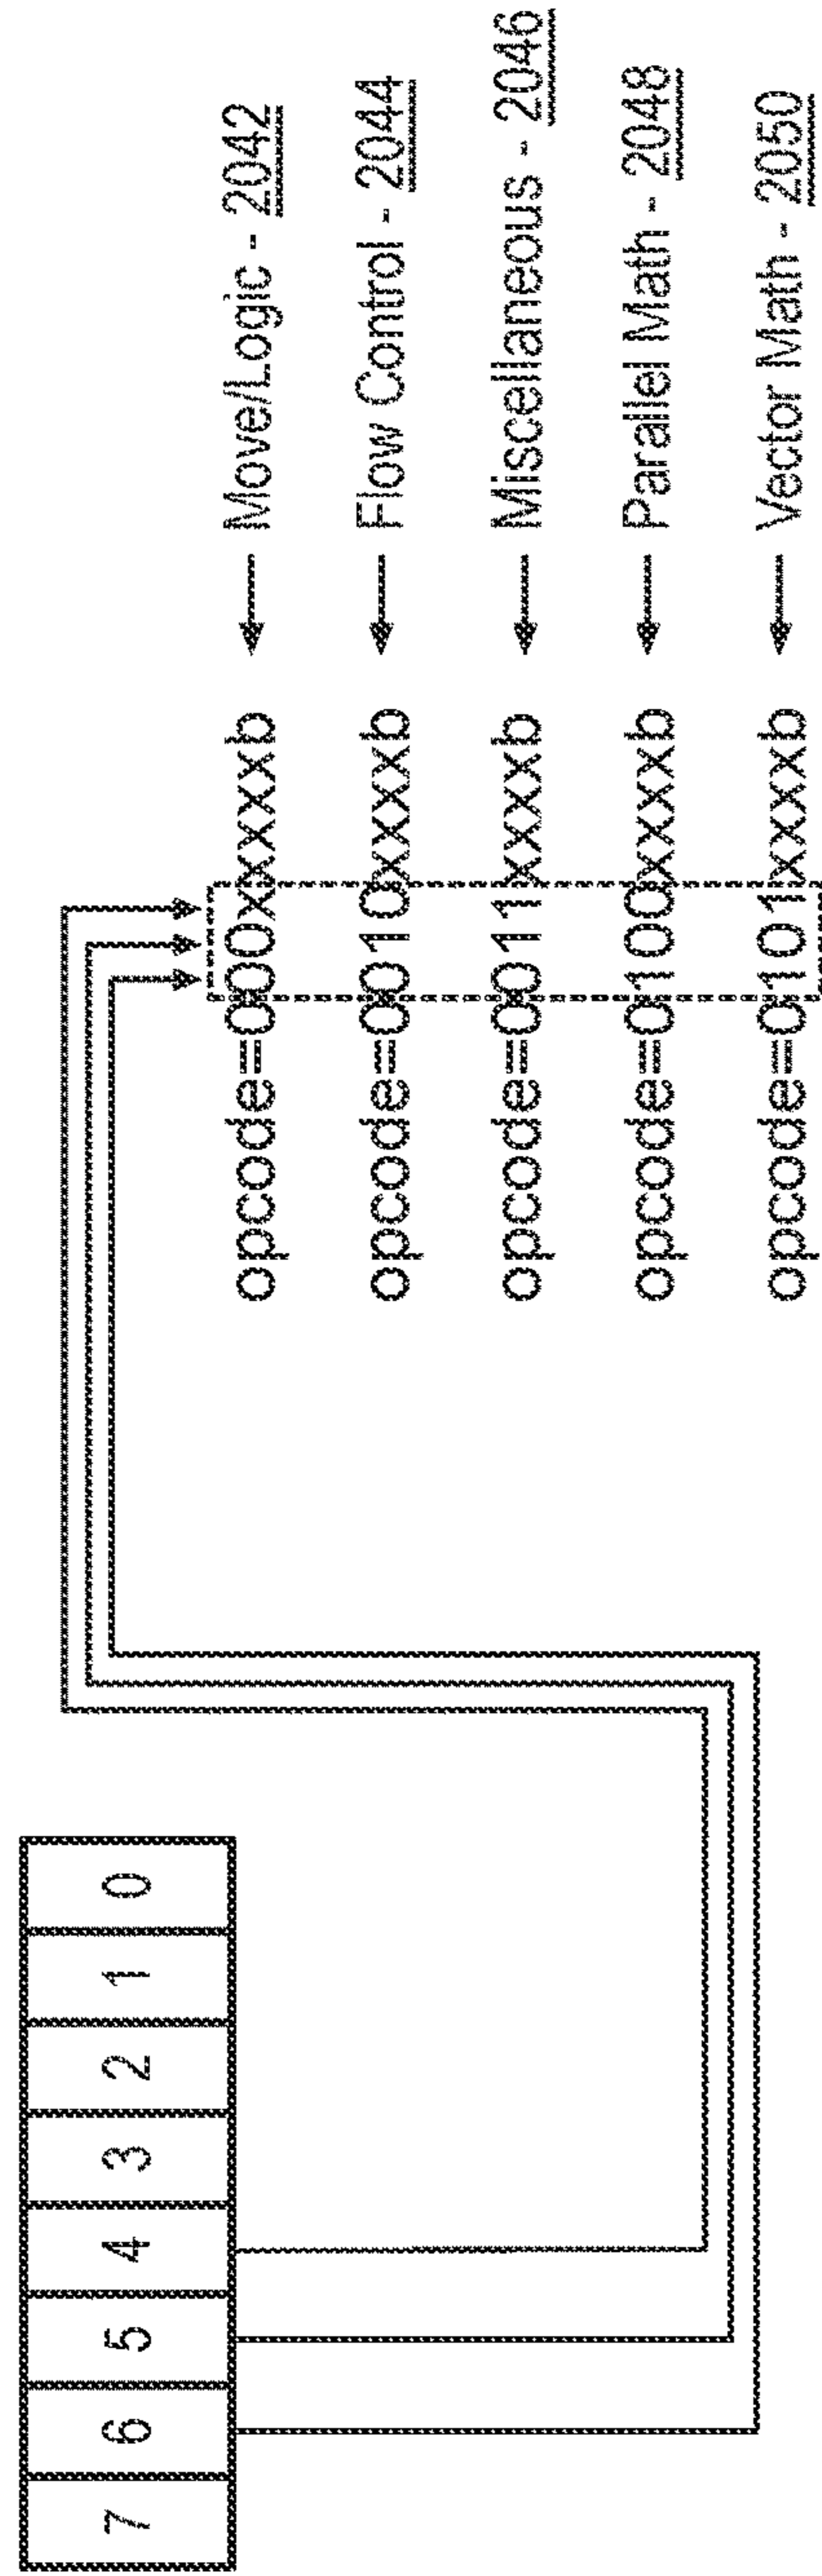 7 6 5 4 3 2 1 0
opcode=000xxxxxb Move/Logic - 2042
opcode=0010xxxxb Flow Control - 2044
opcode=0011xxxxb Miscellaneous - 2046
opcode=0100xxxxb Parallel Math - 2048
opcode=0101xxxxb Vector Math - 2050